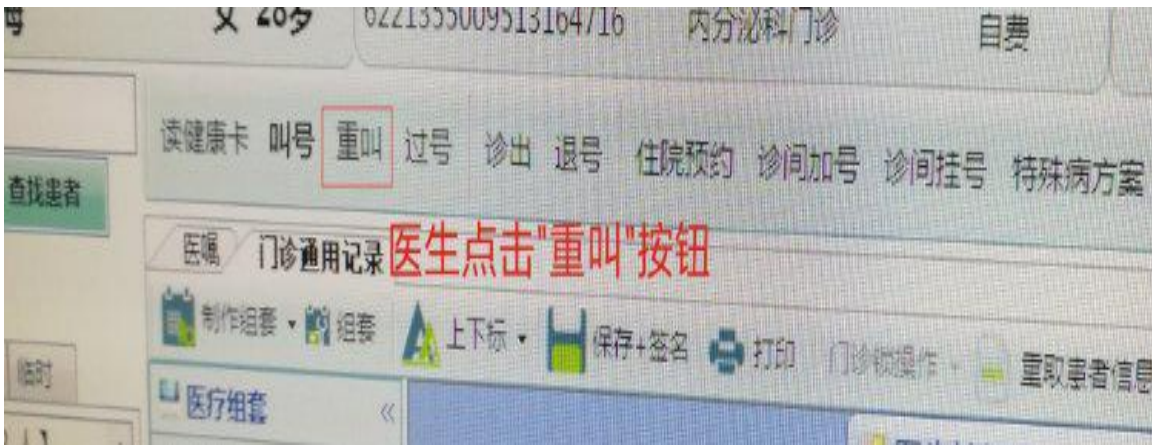 女 28岁 6221355009513164716 内分泌科门诊 自费
读健康卡 叫号 重叫 过号 诊出 退号 住院预约 诊间加号 诊间挂号 特殊病方案
查找患者
医嘱 门诊通用记录 医生点击"重叫"按钮
制作组套 组套 上下标 保存+签名 打印 门诊锁操作 重取患者信息
临时
医疗组套 «